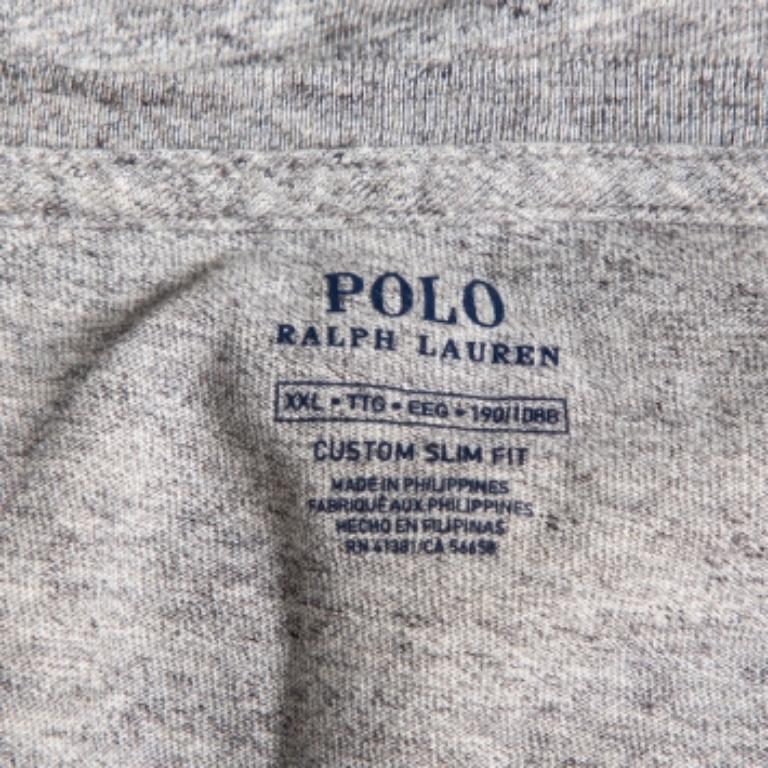 POLO
RALPH LAUREN
XXL • TTG • EEG • 190/108B
CUSTOM SLIM FIT
MADE IN PHILIPPINES
FABRIQUÉ AUX PHILIPPINES
HECHO EN FILIPINAS
RN 41381/CA 56658